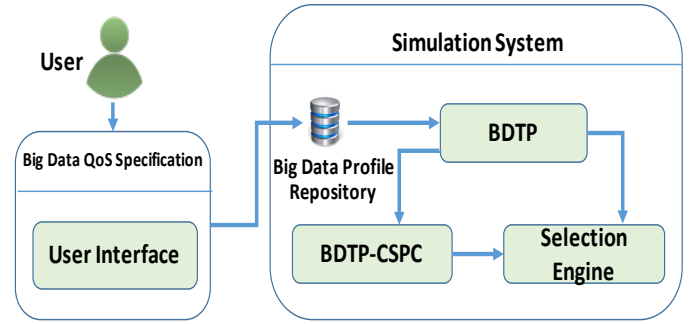 User
Simulation System
Big Data QoS Specification
User Interface
Big Data Profile
Repository
BDTP
BDTP-CSPC
Selection
Engine